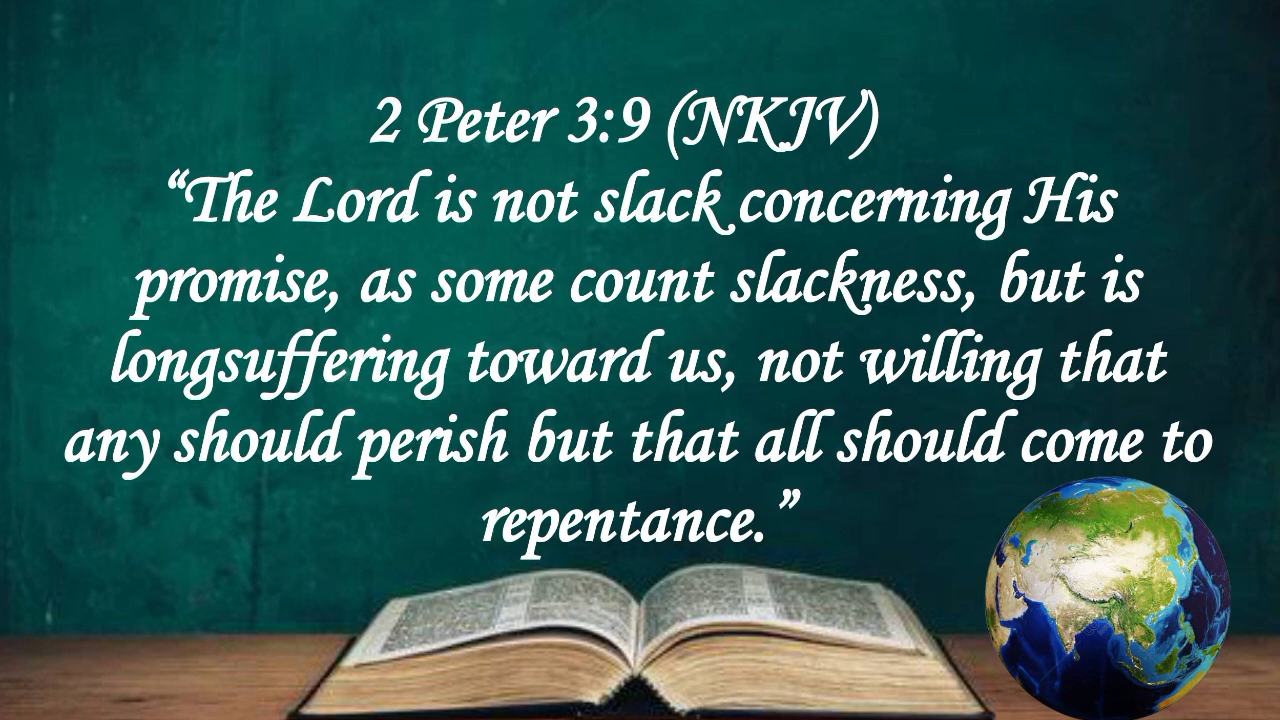 2 Peter 3:9 (NKJV)
“The Lord is not slack concerning His
promise, as some count slackness, but is
longsuffering toward us, not willing that
any should perish but that all should come to
repentance.”